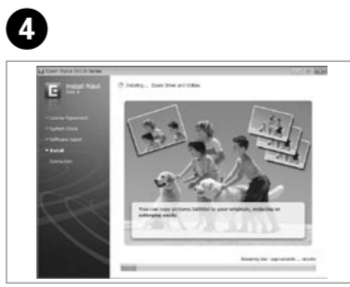 4
Install Navi
Installing ... Epson Drivers and Utilities
License Agreement
System Check
Software Select
Install
Connection
You can copy pictures faithful to your originals, reducing or
enlarging easily.